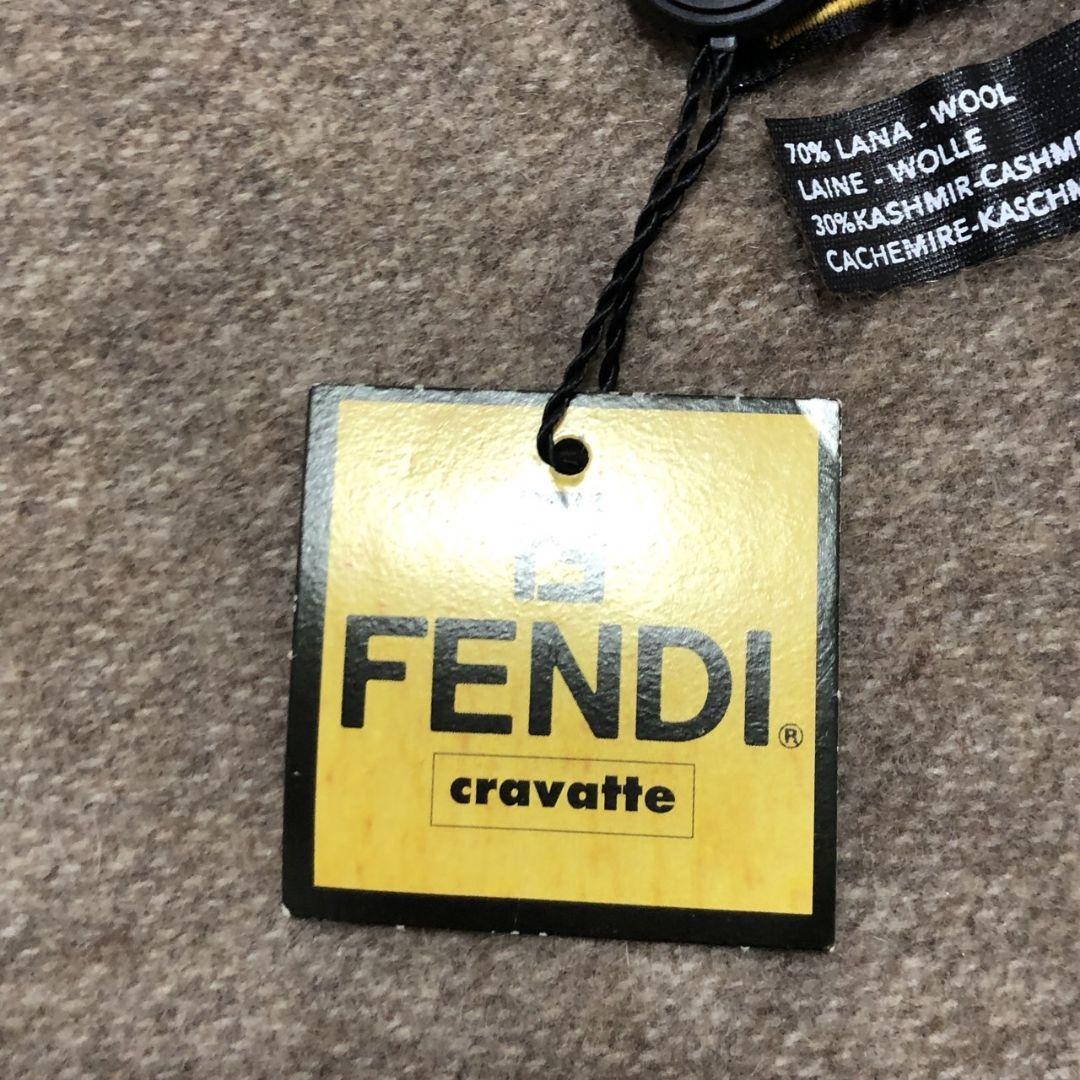 70% LANA - WOOL
LAINE - WOLLE
30%KASHMIR-CASHM
CACHEMIRE-KASCHM
FENDI®
cravatte